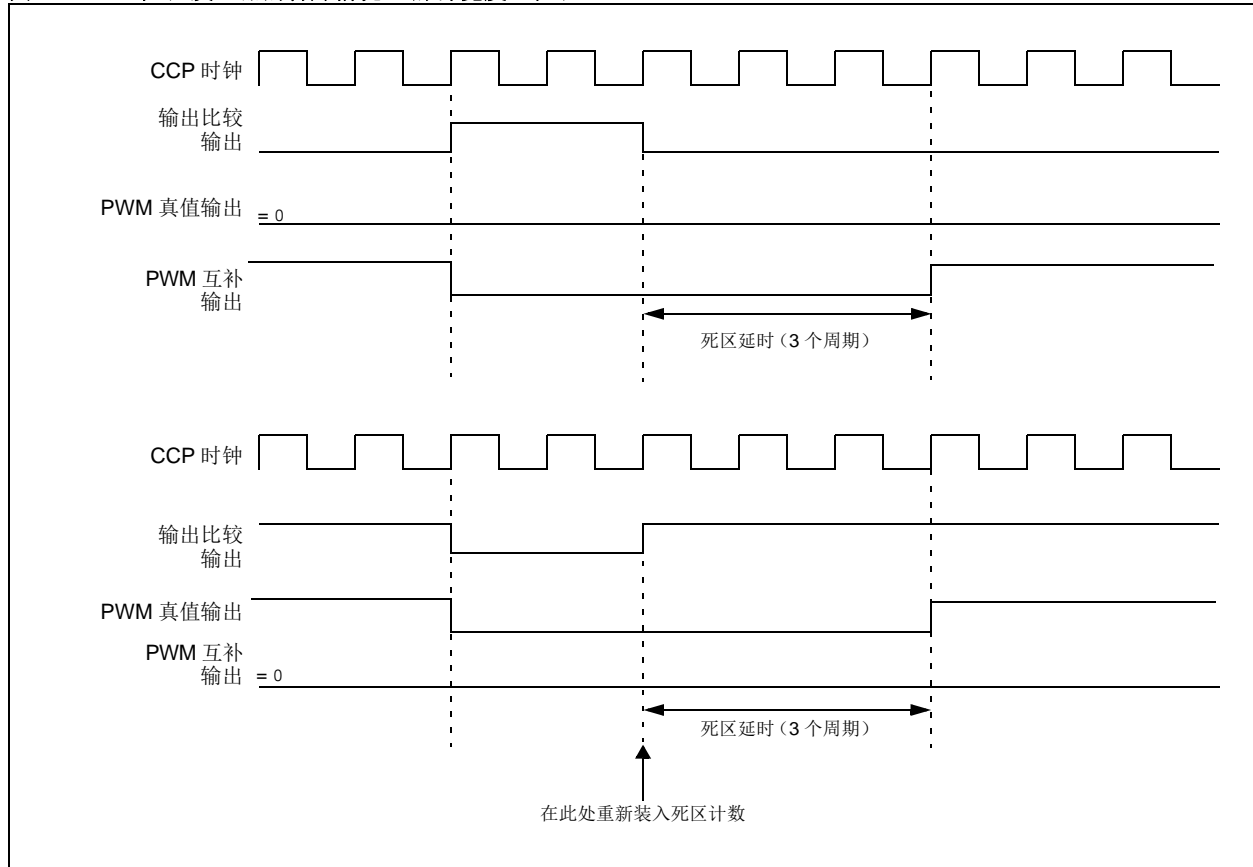 CCP 时钟
输出比较
输出
PWM 真值输出 = 0
PWM 互补
输出
死区延时（3 个周期）
CCP 时钟
输出比较
输出
PWM 真值输出
PWM 互补
输出 = 0
死区延时（3 个周期）
在此处重新装入死区计数